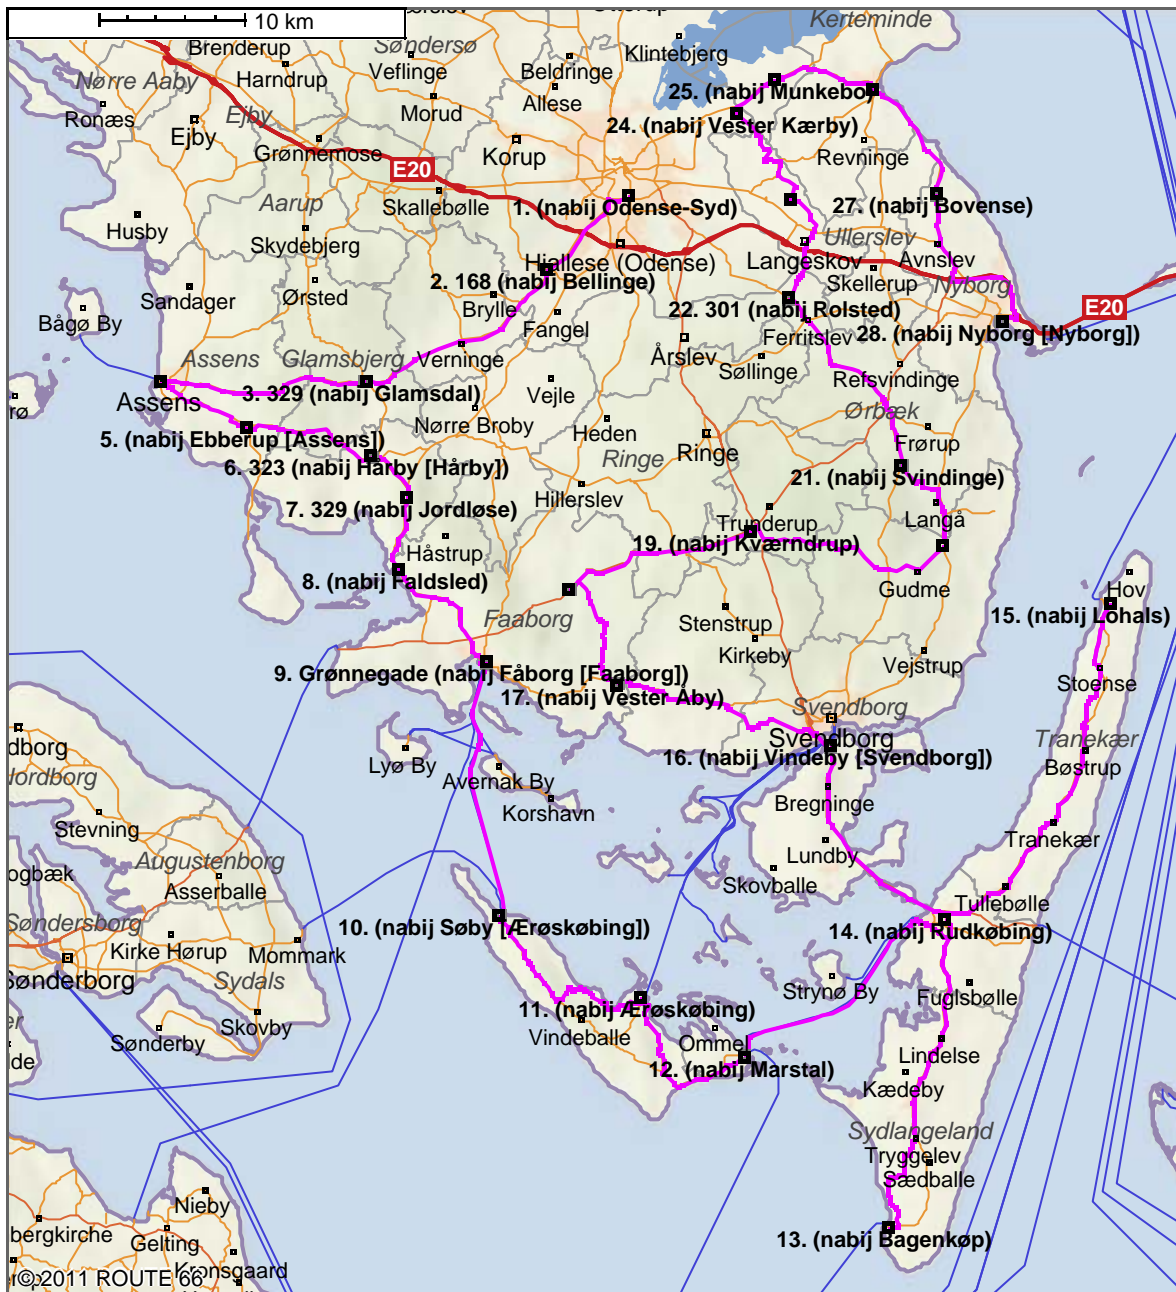 10 km
Kerteminde
Brenderup
Søndersø
Klintebjerg
Harndrup
Veflinge
Beldringe
Nørre Aaby
Allese
25. (nabij Munkebo)
Ronæs
Ejby
Morud
Ejby
24. (nabij Vester Kærby)
Grønnemose
Korup
Revninge
E20
Aarup
Skallebølle
1. (nabij Odense-Syd)
27. (nabij Bovense)
Husby
Skydebjerg
Ullerslev
Hjallese (Odense)
Langeskov
Avnslev
2. 168 (nabij Bellinge)
Skellerup
Nyborg
Sandager
Ørsted
Brylle
22. 301 (nabij Rolsted)
E20
Bågø By
Fangel
Ferritslev
28. (nabij Nyborg [Nyborg])
Assens
Glamsbjerg
Verninge
Årslev
Søllinge
Refsvindinge
3. 329 (nabij Glamsdal)
Vejle
rø
Assens
Nørre Broby
Heden
Ørbæk
5. (nabij Ebberup [Assens])
Ringe
Ringe
Frørup
6. 323 (nabij Hårby [Hårby])
21. (nabij Svindinge)
Hillerslev
7. 329 (nabij Jordløse)
Trunderup
Langå
Håstrup
19. (nabij Kværndrup)
8. (nabij Faldsled)
Gudme
Hov
Faaborg
Stenstrup
15. (nabij Lohals)
Kirkeby
Vejstrup
9. Grønnegade (nabij Fåborg [Faaborg])
Stoense
17. (nabij Vester Åby)
Svendborg
dborg
Svendborg
Tranekær
Lyø By
16. (nabij Vindeby [Svendborg])
Bøstrup
Nordborg
Avernak By
Korshavn
Bregninge
Stevning
Tranekær
Augustenborg
Lundby
ogbæk
Asserballe
Skovballe
Tullebølle
Søndersborg
10. (nabij Søby [Ærøskøbing])
14. (nabij Rudkøbing)
Kirke Hørup
Mommark
Sønderborg
Sydals
Strynø By
Fuglsbølle
11. (nabij Ærøskøbing)
er
Skovby
Vindeballe
Ommel
Sønderby
Lindelse
lde
12. (nabij Marstal)
Kædeby
Sydlangeland
Tryggelev
Sædballe
Nieby
bergkirche
Gelting
13. (nabij Bagenkøp)
©2011 ROUTE 66
Kronsgaard